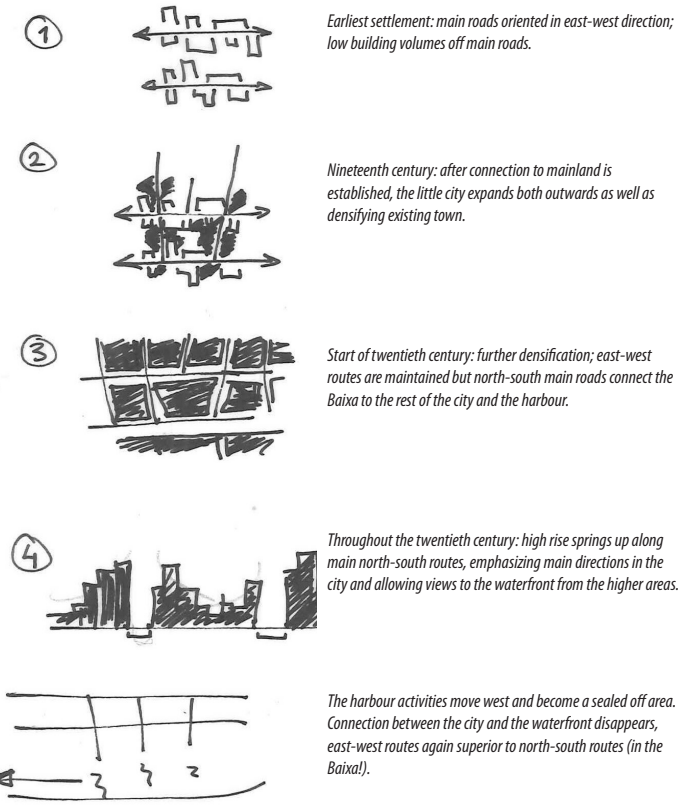 1
Earliest settlement: main roads oriented in east-west direction;
low building volumes off main roads.
2
Nineteenth century: after connection to mainland is
established, the little city expands both outwards as well as
densifying existing town.
3
Start of twentieth century: further densification; east-west
routes are maintained but north-south main roads connect the
Baixa to the rest of the city and the harbour.
4
Throughout the twentieth century: high rise springs up along
main north-south routes, emphasizing main directions in the
city and allowing views to the waterfront from the higher areas.
The harbour activities move west and become a sealed off area.
Connection between the city and the waterfront disappears,
east-west routes again superior to north-south routes (in the
Baixa!).